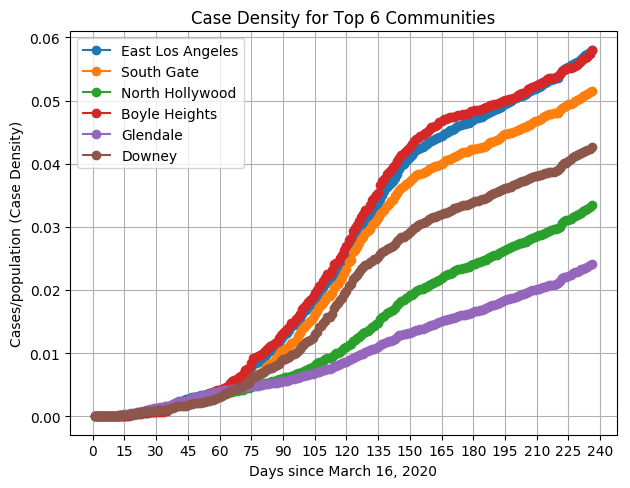 Case Density for Top 6 Communities
0.06
0.05
0.04
0.03
0.02
0.01
0.00
Cases/population (Case Density)
East Los Angeles
South Gate
North Hollywood
Boyle Heights
Glendale
Downey
0 15 30 45 60 75 90 105 120 135 150 165 180 195 210 225 240
Days since March 16, 2020